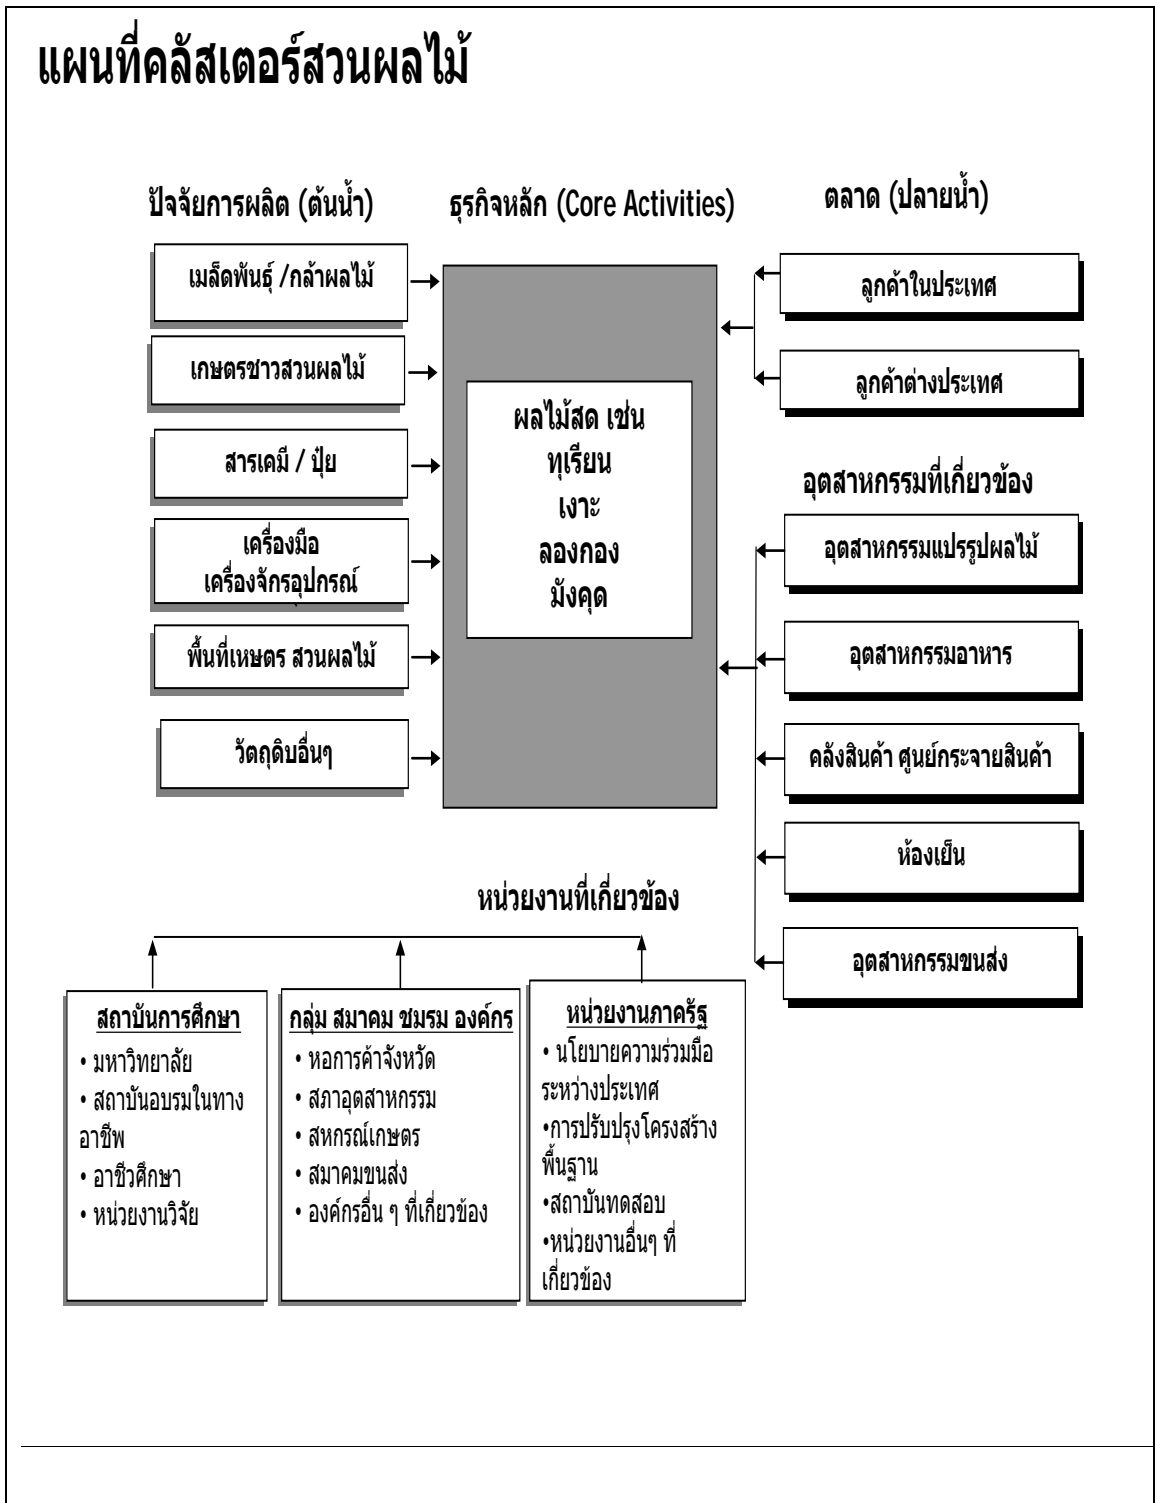 แผนที่คลัสเตอร์สวนผลไม้
ปัจจัยการผลิต (ต้นน้ำ)
เมล็ดพันธุ์ /กล้าผลไม้
เกษตรชาวสวนผลไม้
สารเคมี / ปุ๋ย
เครื่องมือ
เครื่องจักรอุปกรณ์
พื้นที่เหษตร สวนผลไม้
วัตถุดิบอื่นๆ
ธุรกิจหลัก (Core Activities)
ผลไม้สด เช่น
ทุเรียน
เงาะ
ลองกอง
มังคุด
ตลาด (ปลายน้ำ)
ลูกค้าในประเทศ
ลูกค้าต่างประเทศ
อุตสาหกรรมที่เกี่ยวข้อง
อุตสาหกรรมแปรรูปผลไม้
อุตสาหกรรมอาหาร
คลังสินค้า ศูนย์กระจายสินค้า
ห้องเย็น
อุตสาหกรรมขนส่ง
หน่วยงานที่เกี่ยวข้อง
สถาบันการศึกษา
• มหาวิทยาลัย
• สถาบันอบรมในทาง
อาชีพ
• อาชีวศึกษา
• หน่วยงานวิจัย
กลุ่ม สมาคม ชมรม องค์กร
• หอการค้าจังหวัด
• สภาอุตสาหกรรม
• สหกรณ์เกษตร
• สมาคมขนส่ง
• องค์กรอื่น ๆ ที่เกี่ยวข้อง
หน่วยงานภาครัฐ
• นโยบายความร่วมมือ
ระหว่างประเทศ
•การปรับปรุงโครงสร้าง
พื้นฐาน
•สถาบันทดสอบ
•หน่วยงานอื่นๆ ที่
เกี่ยวข้อง